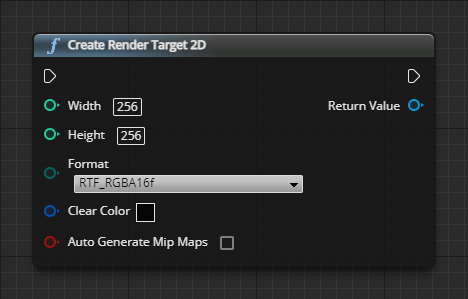 f Create Render Target 2D
Width 256 Return Value
Height 256
Format
RTF_RGBA16f
Clear Color
Auto Generate Mip Maps